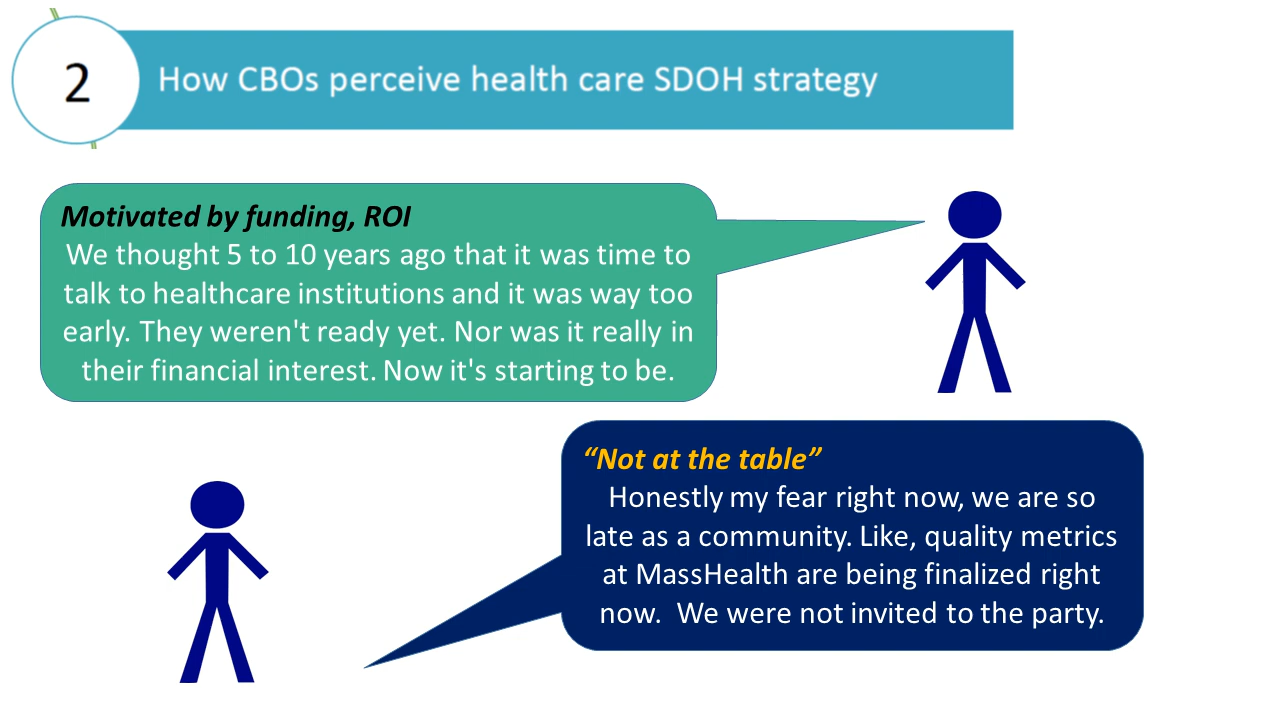 2
How CBOs perceive health care SDOH strategy
Motivated by funding, ROI
We thought 5 to 10 years ago that it was time to
talk to healthcare institutions and it was way too
early. They weren't ready yet. Nor was it really in
their financial interest. Now it's starting to be.
“Not at the table”
Honestly my fear right now, we are so
late as a community. Like, quality metrics
at MassHealth are being finalized right
now.  We were not invited to the party.